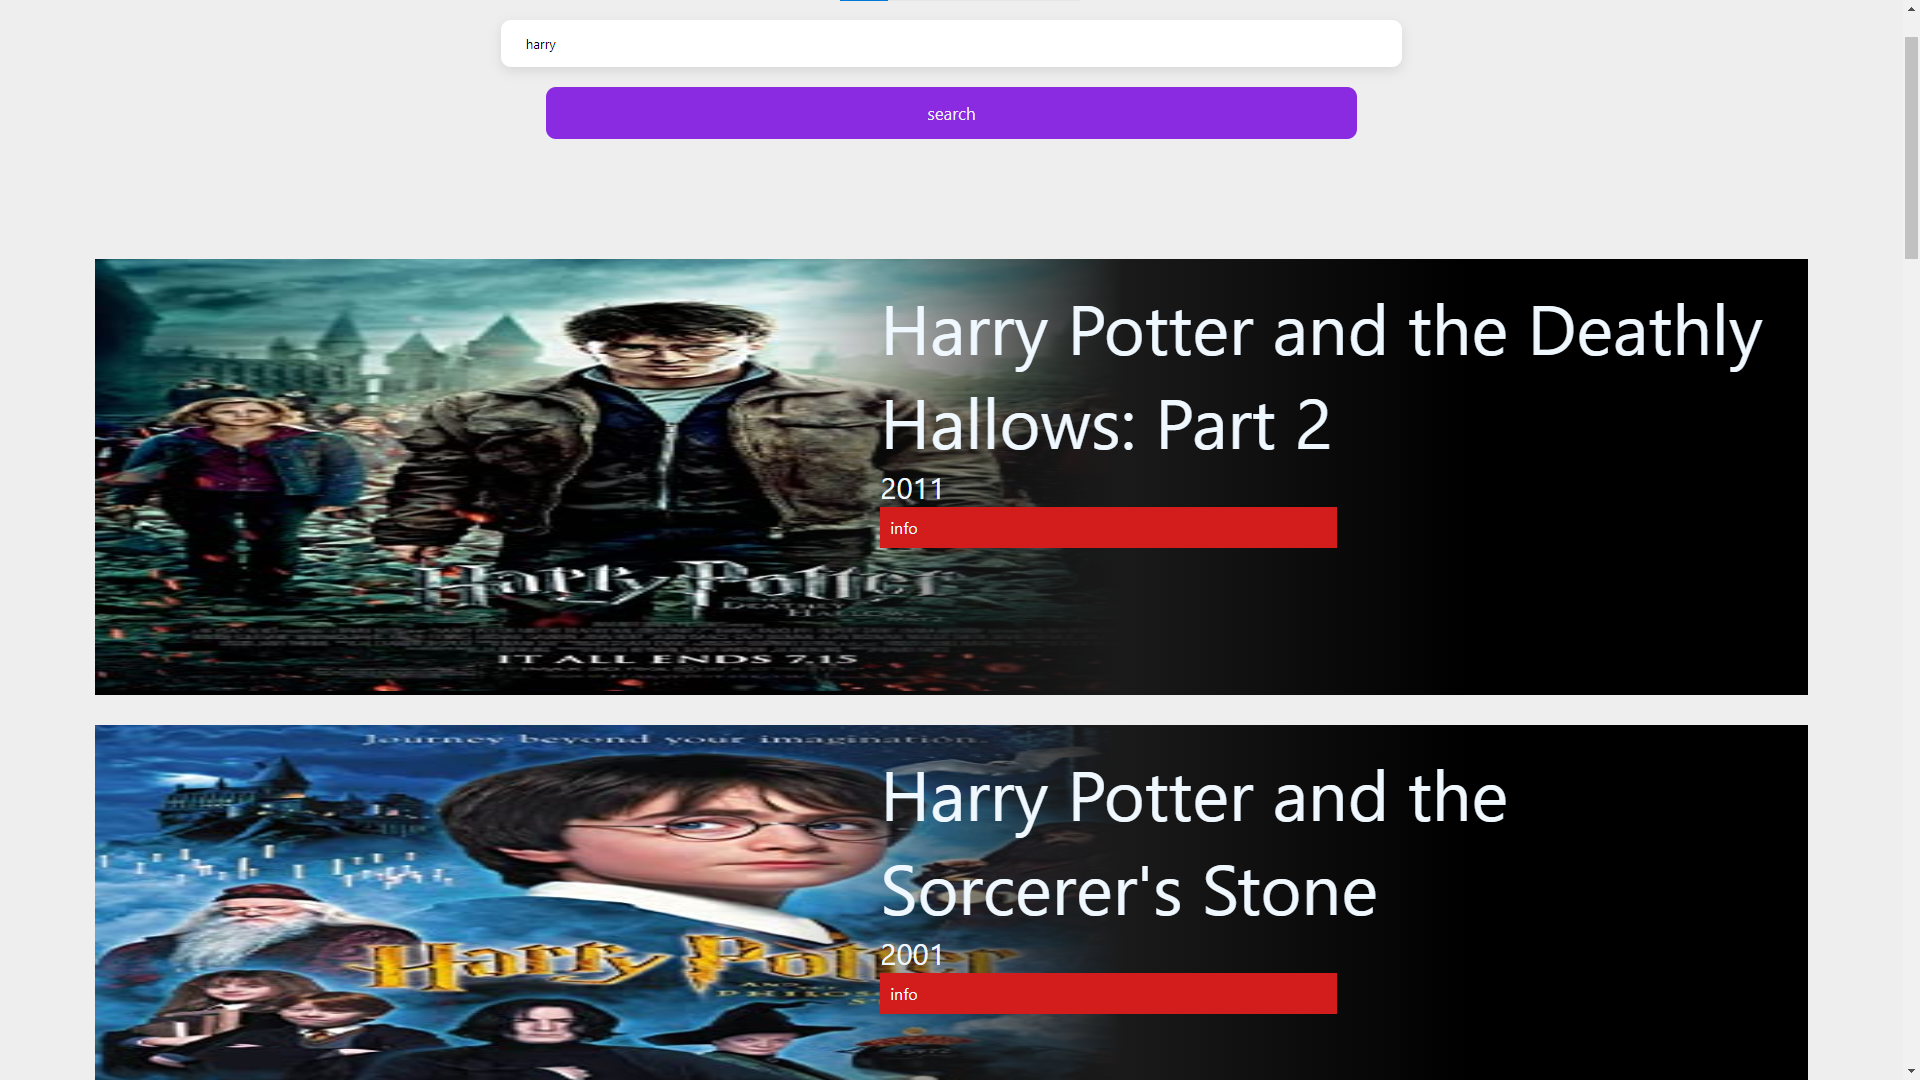 harry
search
Harry Potter and the Deathly
Hallows: Part 2
2011
info
Harry Potter
DEATHLY
HALLOWS
IT ALL ENDS 7.15
Journey beyond your imagination.
Harry Potter and the
Sorcerer's Stone
2001
info
Harry Potter